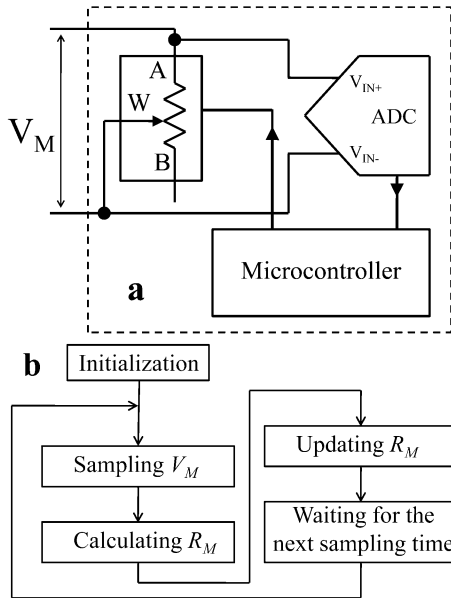 A
W
B
V_M
V_IN+
ADC
V_IN-
Microcontroller
a
b
Initialization
Sampling V_M
Calculating R_M
Updating R_M
Waiting for the
next sampling time